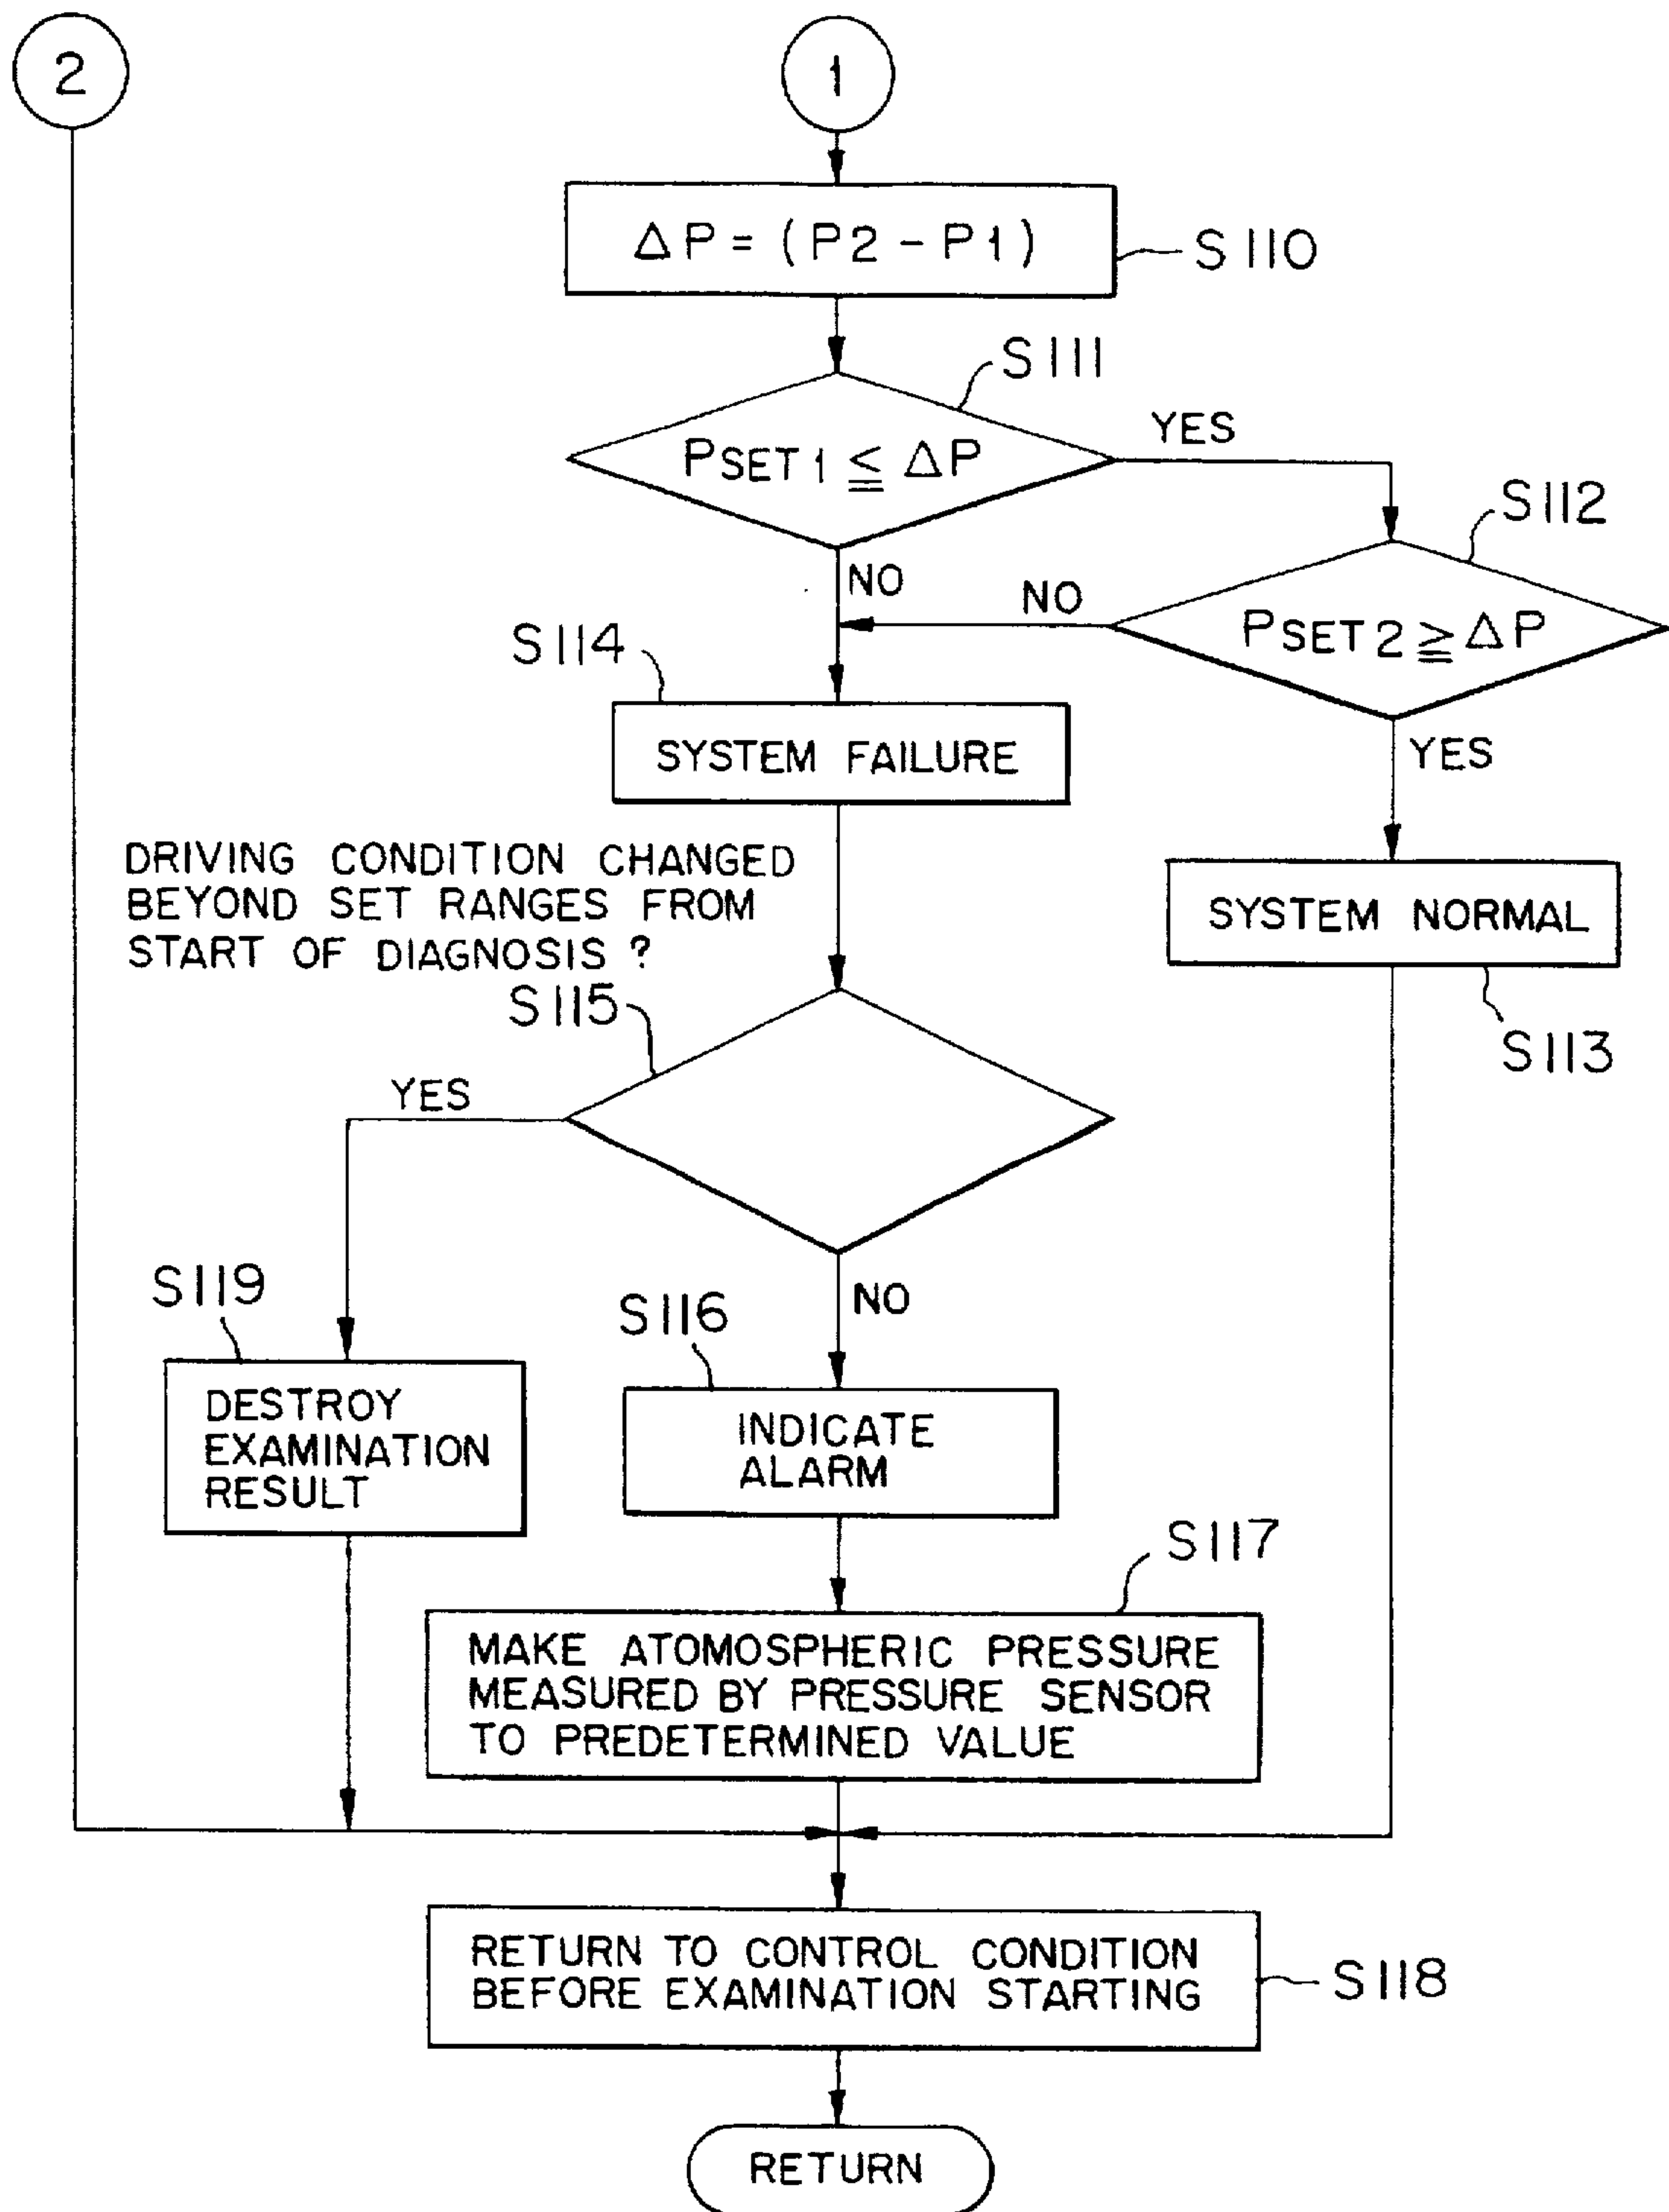 2
1
ΔP = (P2 - P1)
S110
S111
PSET1 ≦ ΔP
YES
S112
NO
NO
PSET2 ≧ ΔP
S114
SYSTEM FAILURE
YES
DRIVING CONDITION CHANGED
BEYOND SET RANGES FROM
START OF DIAGNOSIS ?
SYSTEM NORMAL
S115
S113
YES
S119
S116
NO
DESTROY
EXAMINATION
RESULT
INDICATE
ALARM
S117
MAKE ATOMOSPHERIC PRESSURE
MEASURED BY PRESSURE SENSOR
TO PREDETERMINED VALUE
RETURN TO CONTROL CONDITION
BEFORE EXAMINATION STARTING
S118
RETURN